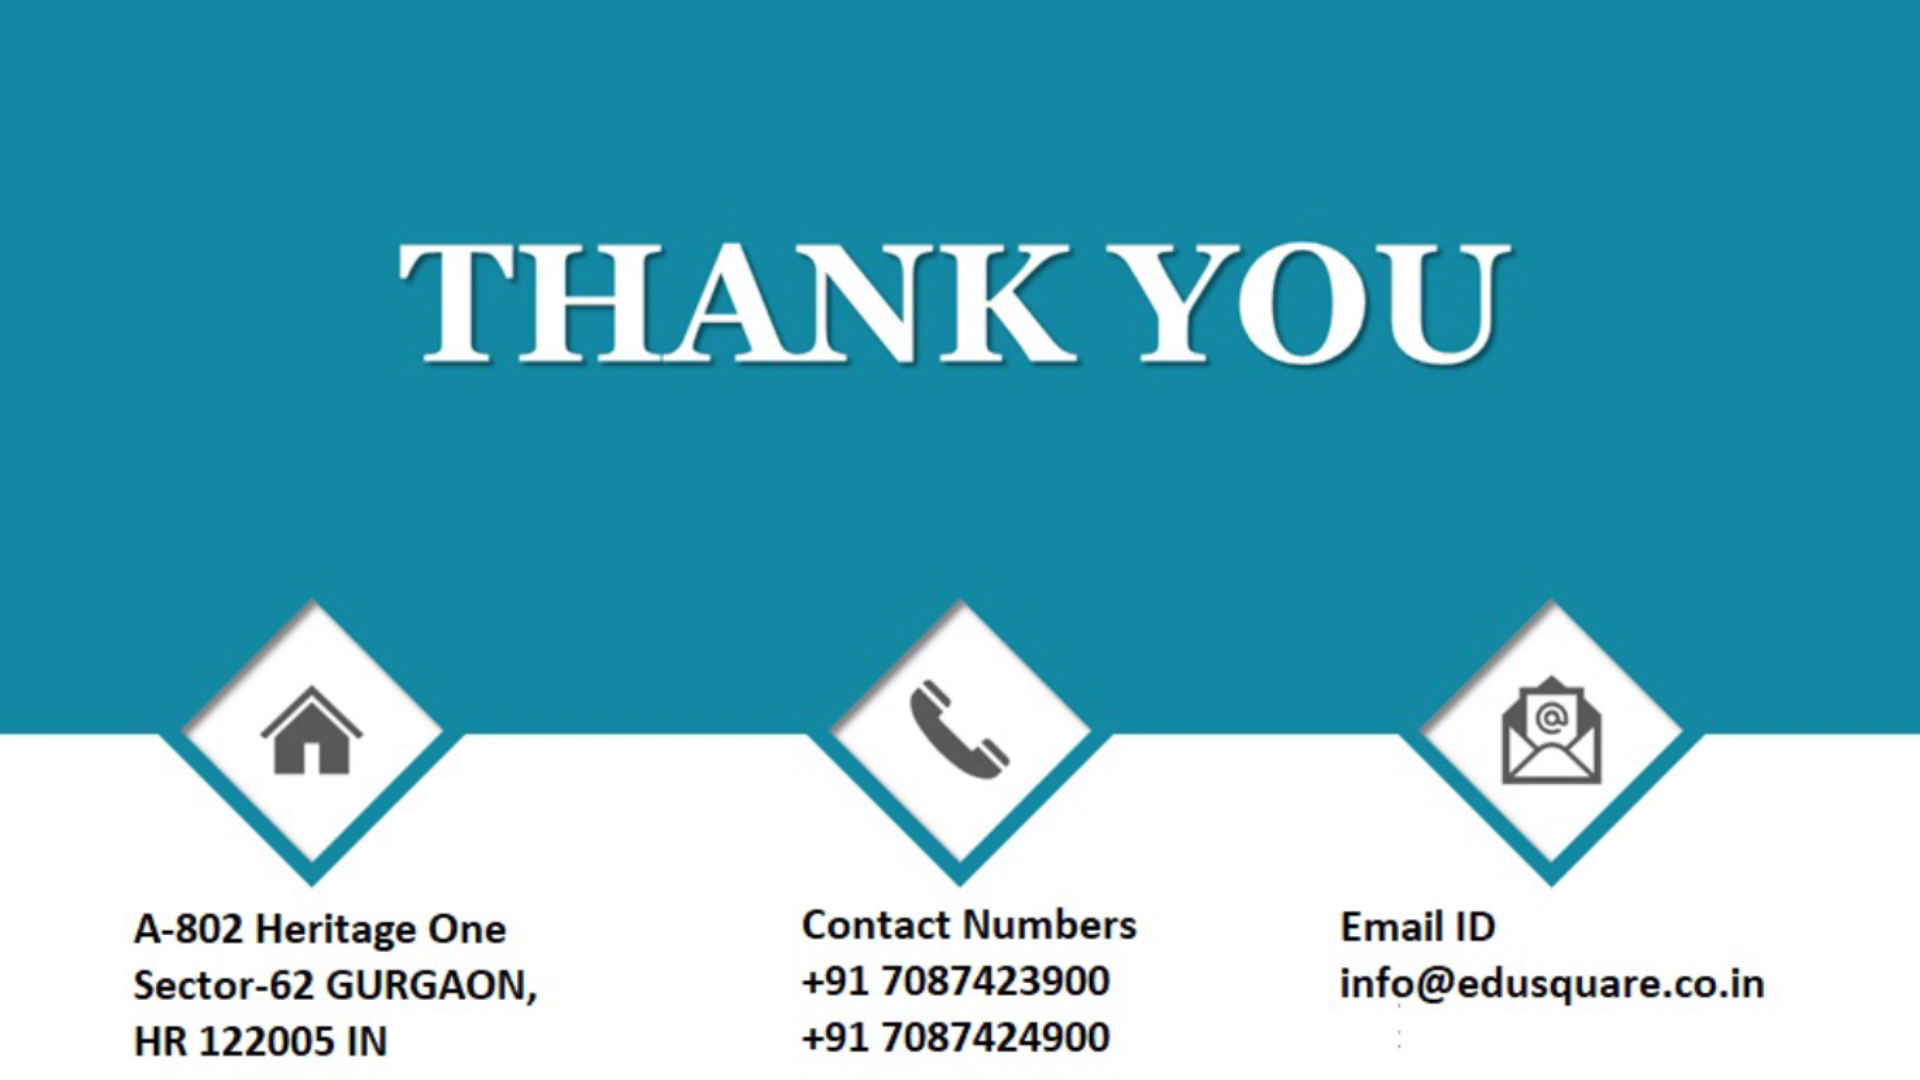 THANK YOU
A-802 Heritage One
Sector-62 GURGAON,
HR 122005 IN
Contact Numbers
+91 7087423900
+91 7087424900
Email ID
info@edusquare.co.in